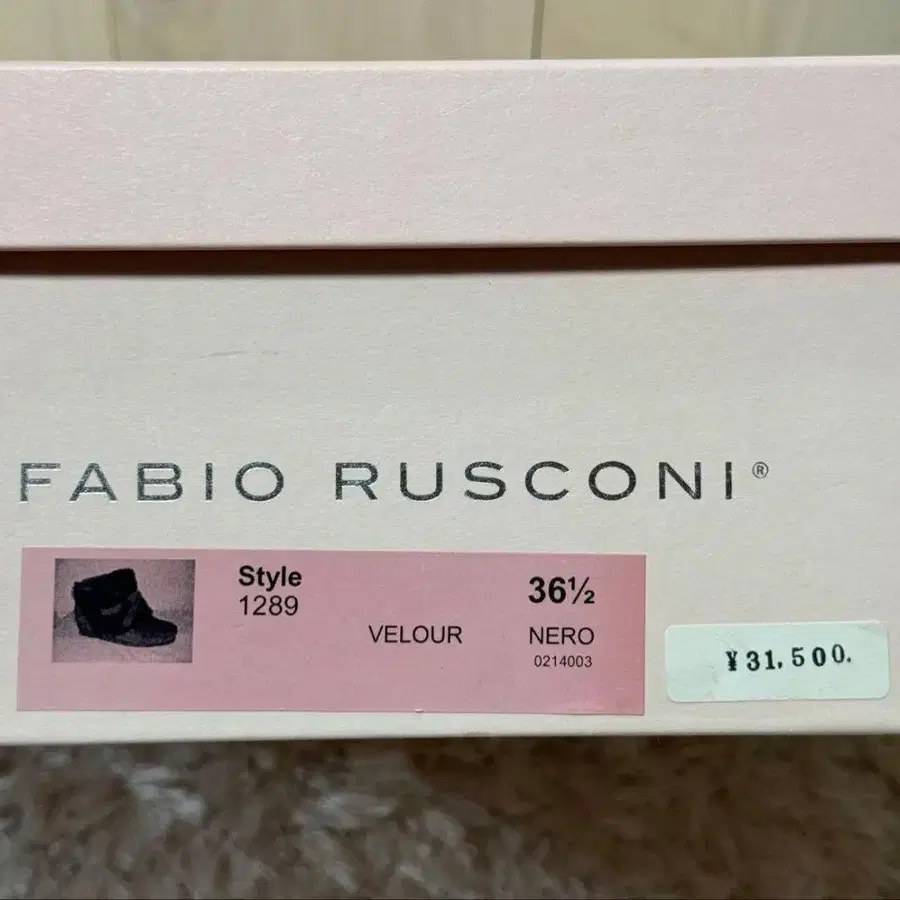 FABIO RUSCONI®
Style
1289
VELOUR
36½
NERO
0214003
¥31,500.